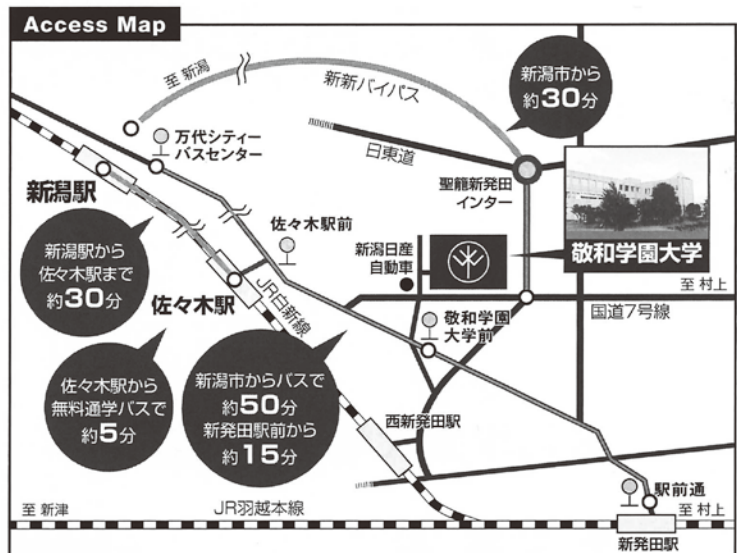 Access Map
至 新潟
新新バイパス
新潟市から
約30分
万代シティー
バスセンター
日東道
聖籠新発田
インター
新潟駅
佐々木駅前
新潟日産
自動車
敬和学園大学
新潟駅から
佐々木駅まで
約30分
佐々木駅
JR白新線
至 村上
国道7号線
敬和学園
大学前
佐々木駅から
無料通学バスで
約5分
新潟市からバスで
約50分
新発田駅前から
約15分
西新発田駅
駅前通
至 新津
JR羽越本線
至 村上
新発田駅